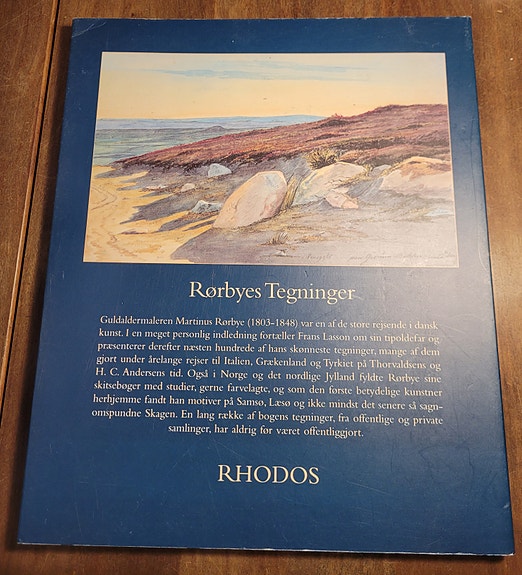 Rørbyes Tegninger
Guldaldermaleren Martinus Rørbye (1803-1848) var en af de store rejsende i dansk
kunst. I en meget personlig indledning fortæller Frans Lasson om sin tipoldefar og
præsenterer derefter næsten hundrede af hans skønneste tegninger, mange af dem
gjort under årelange rejser til Italien, Grækenland og Tyrkiet på Thorvaldsens og
H. C. Andersens tid. Også i Norge og det nordlige Jylland fyldte Rørbye sine
skitsebøger med studier, gerne farvelagte, og som den første betydelige kunstner
herhjemme fandt han motiver på Samsø, Læsø og ikke mindst det senere så sagn-
omspundne Skagen. En lang række af bogens tegninger, fra offentlige og private
samlinger, har aldrig før været offentliggjort.
RHODOS